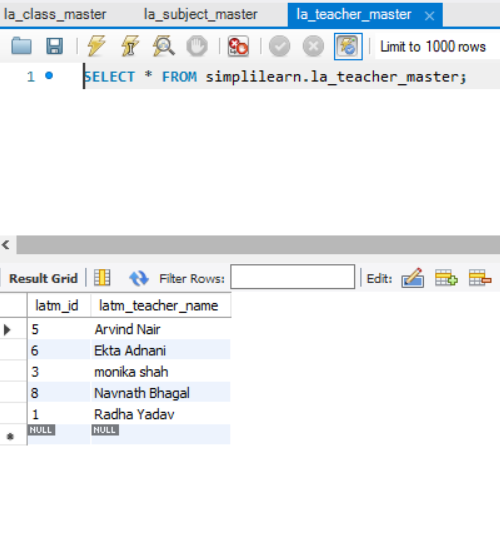 la_class_master la_subject_master la_teacher_master
Limit to 1000 rows
1 SELECT * FROM simplilearn.la_teacher_master;
Result Grid Filter Rows: Edit:
latm_id latm_teacher_name
5 Arvind Nair
6 Ekta Adnani
3 monika shah
8 Navnath Bhagal
1 Radha Yadav
NULL NULL